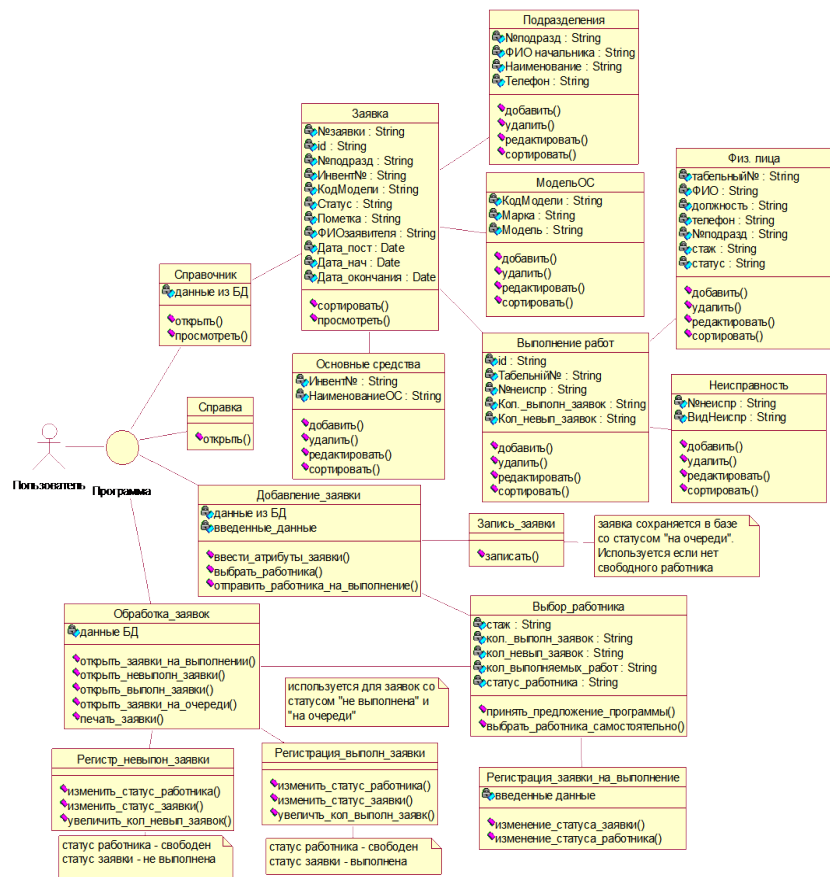 Подразделения
№подразд : String
ФИО начальника : String
Наименование : String
Телефон : String
добавить()
удалить()
редактировать()
сортировать()
Заявка
№заявки : String
id : String
№подразд : String
Инвент№ : String
КодМодели : String
Статус : String
Пометка : String
ФИОзаявителя : String
Дата_пост : Date
Дата_нач : Date
Дата_окончания : Date
сортировать()
просмотреть()
МодельОС
КодМодели : String
Марка : String
Модель : String
добавить()
удалить()
редактировать()
сортировать()
Физ. лица
табельный№ : String
ФИО : String
должность : String
телефон : String
№подразд : String
стаж : String
статус : String
добавить()
удалить()
редактировать()
сортировать()
Справочник
данные из БД
открыть()
просмотреть()
Основные средства
Инвент№ : String
НаименованиеОС : String
добавить()
удалить()
редактировать()
сортировать()
Выполнение работ
id : String
Табельній№ : String
№неиспр : String
Кол._выполн_заявок : String
Кол_невып_заявок : String
добавить()
удалить()
редактировать()
сортировать()
Неисправность
№неиспр : String
ВидНеиспр : String
добавить()
удалить()
редактировать()
сортировать()
Справка
открыть()
Пользователь
Программа
Добавление_заявки
данные из БД
введенные_данные
ввести_атрибуты_заявки()
выбрать_работника()
отправить_работника_на_выполнение()
Запись_заявки
записать()
заявка сохраняется в базе
со статусом "на очереди".
Используется если нет
свободного работника
Обработка_заявок
данные БД
открыть_заявки_на_выполнении()
открыть_невыполн_заявки()
открыть_выполн_заявки()
открыть_заявки_на_очереди()
печать_заявки()
Выбор_работника
стаж : String
кол._выполн_заявок : String
кол_невып_заявок : String
кол_выполняемых_работ : String
статус_работника : String
принять_предложение_программы()
выбрать_работника_самостоятельно()
используется для заявок со
статусом "не выполнена" и
"на очереди"
Регистр_невыпон_заявки
изменить_статус_работника()
изменить_статус_заявки()
увеличить_кол_невып_заявок()
Регистрация_выполн_заявки
изменить_статус_работника()
изменить_статус_заявки()
увеличть_кол_выполн_заявк()
Регистрация_заявки_на_выполнение
введенные данные
изменение_статуса_заявки()
изменение_статуса_работника()
статус работника - свободен
статус заявки - не выполнена
статус работника - свободен
статус заявки - выполнена